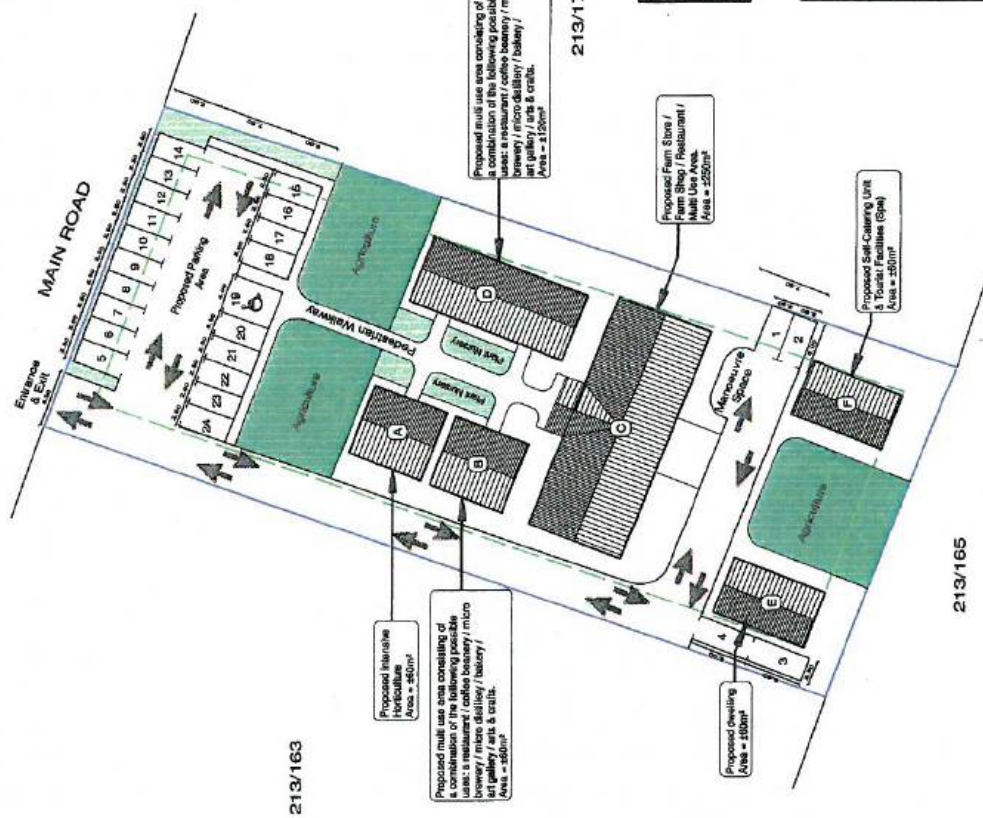 MAIN ROAD
Entrance
& Exit
Proposed Parking
Area
5
6
7
8
9
10
11
12
13
14
15
16
17
18
19
20
21
22
23
24
Agriculture
Agriculture
Pedestrian Walkway
Plant Nursery
Plant Nursery
A
B
C
D
E
F
Manoeuvre
Space
1
2
3
4
Agriculture
Proposed multi use area consisting of
a combination of the following possible
uses: a restaurant / coffee beanery / m
brewery / micro distillery / bakery /
art gallery / arts & crafts.
Area = ±120m²
213/17
Proposed Farm Store /
Farm Shop / Restaurant /
Multi Use Area.
Area = ±250m²
Proposed Self-Catering Unit
& Tourist Facilities (Spa)
Area = ±60m²
Proposed Intensive
Horticulture
Area = ±60m²
Proposed multi use area consisting of
a combination of the following possible
uses: a restaurant / coffee beanery / micro
brewery / micro distillery / bakery /
art gallery / arts & crafts.
Area = ±60m²
Proposed dwelling
Area = ±60m²
213/163
213/165